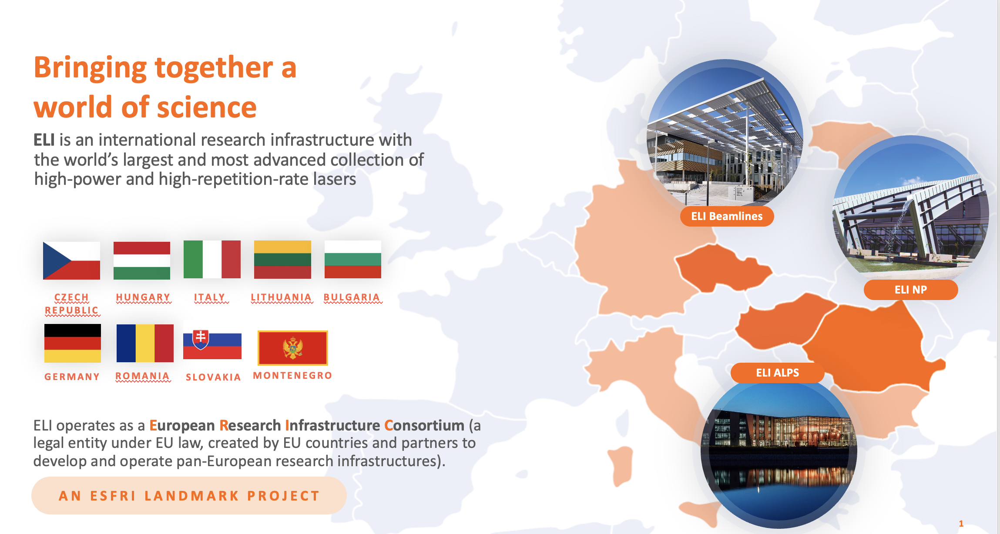 Bringing together a
world of science
ELI is an international research infrastructure with
the world’s largest and most advanced collection of
high-power and high-repetition-rate lasers
CZECH
REPUBLIC
HUNGARY
ITALY
LITHUANIA
BULGARIA
GERMANY
ROMANIA
SLOVAKIA
MONTENEGRO
ELI operates as a European Research Infrastructure Consortium (a
legal entity under EU law, created by EU countries and partners to
develop and operate pan-European research infrastructures).
AN ESFRI LANDMARK PROJECT
ELI Beamlines
ELI NP
ELI ALPS
1